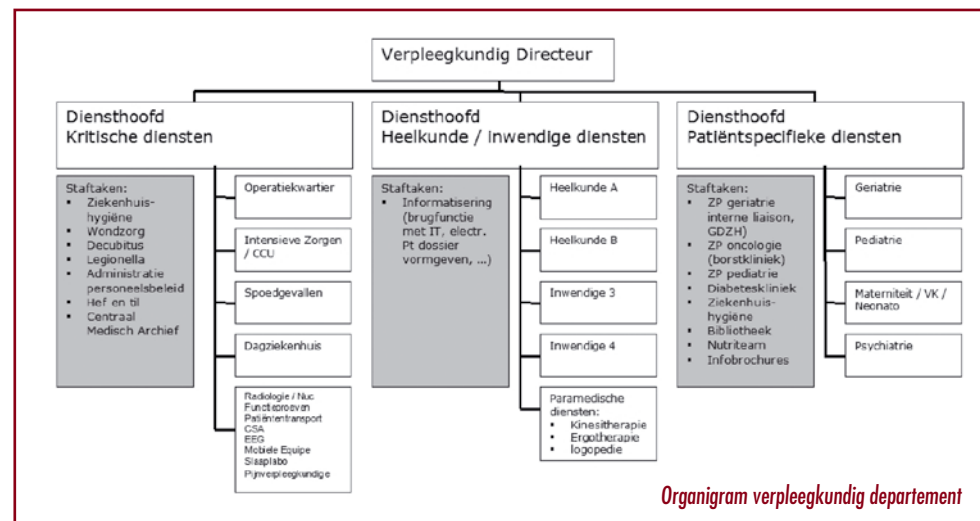 Verpleegkundig Directeur
Diensthoofd
Kritische diensten
Staftaken:
▪ Ziekenhuis-
hygiëne
▪ Wondzorg
▪ Decubitus
▪ Legionella
▪ Administratie
personeelsbeleid
▪ Hef en til
▪ Centraal
Medisch Archief
Operatiekwartier
Intensieve Zorgen
/ CCU
Spoedgevallen
Dagziekenhuis
Radiologie / Nuc
Functieproeven
Patiëntentransport
CSA
EEG
Mobiele Equipe
Slaaplabo
Pijnverpleegkundige
Diensthoofd
Heelkunde / Inwendige diensten
Staftaken:
▪ Informatisering
(brugfunctie
met IT, electr.
Pt dossier
vormgeven, ...)
Heelkunde A
Heelkunde B
Inwendige 3
Inwendige 4
Paramedische
diensten:
▪ Kinesitherapie
▪ Ergotherapie
▪ logopedie
Diensthoofd
Patiëntspecifieke diensten
Staftaken:
▪ ZP geriatrie
interne liaison,
GDZH)
▪ ZP oncologie
(borstkliniek)
▪ ZP pediatrie
▪ Diabeteskliniek
▪ Ziekenhuis-
hygiëne
▪ Bibliotheek
▪ Nutriteam
▪ Infobrochures
Geriatrie
Pediatrie
Materniteit / VK /
Neonato
Psychiatrie
Organigram verpleegkundig departement